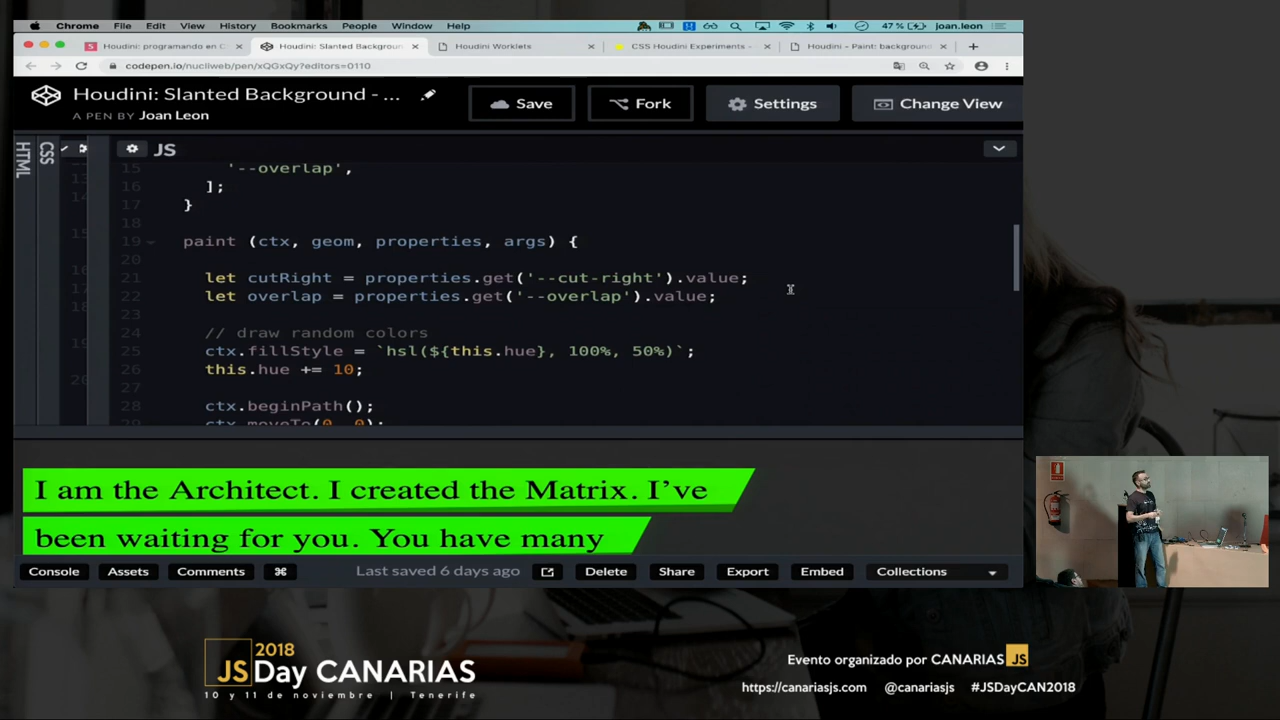 Chrome File Edit View History Bookmarks People Window Help 47% joan.leon
Houdini: programando en C × Houdini: Slanted Backgroun × Houdini Worklets × CSS Houdini Experiments - × Houdini - Paint: background ×
codepen.io/nucliweb/pen/xQGxQy?editors=0110
Houdini: Slanted Background - ...
A PEN BY Joan Leon
Save Fork Settings Change View
HTML
CSS
JS
15 '--overlap',
16 ];
17 }
18
19 paint (ctx, geom, properties, args) {
20
21 let cutRight = properties.get('--cut-right').value;
22 let overlap = properties.get('--overlap').value;
23
24 // draw random colors
25 ctx.fillStyle = `hsl(${this.hue}, 100%, 50%)`;
26 this.hue += 10;
27
28 ctx.beginPath();
29 ctx.moveTo(0, 0);
I am the Architect. I created the Matrix. I've
been waiting for you. You have many
Console Assets Comments ⌘ Last saved 6 days ago Delete Share Export Embed Collections
2018
JSDay CANARIAS
10 y 11 de noviembre | Tenerife
Evento organizado por CANARIAS JS
https://canariasjs.com @canariasjs #JSDayCAN2018